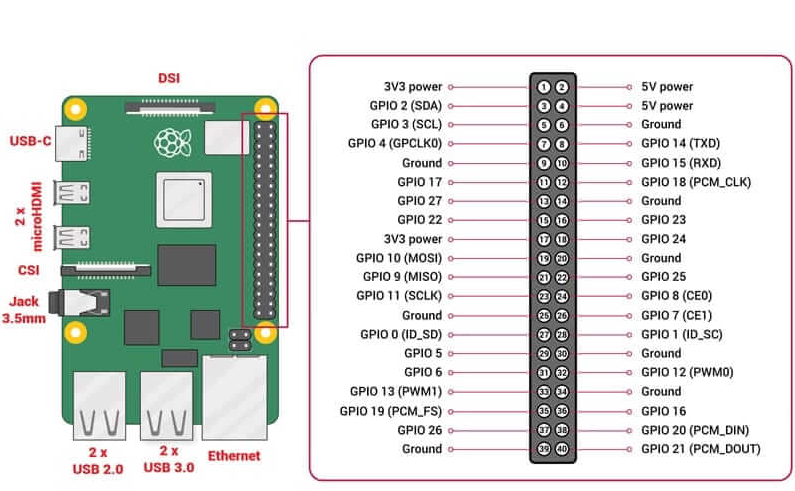 DSI
USB-C
2 x
microHDMI
CSI
Jack
3.5mm
2 x
USB 2.0
2 x
USB 3.0
Ethernet
3V3 power 1 2 5V power
GPIO 2 (SDA) 3 4 5V power
GPIO 3 (SCL) 5 6 Ground
GPIO 4 (GPCLK0) 7 8 GPIO 14 (TXD)
Ground 9 10 GPIO 15 (RXD)
GPIO 17 11 12 GPIO 18 (PCM_CLK)
GPIO 27 13 14 Ground
GPIO 22 15 16 GPIO 23
3V3 power 17 18 GPIO 24
GPIO 10 (MOSI) 19 20 Ground
GPIO 9 (MISO) 21 22 GPIO 25
GPIO 11 (SCLK) 23 24 GPIO 8 (CE0)
Ground 25 26 GPIO 7 (CE1)
GPIO 0 (ID_SD) 27 28 GPIO 1 (ID_SC)
GPIO 5 29 30 Ground
GPIO 6 31 32 GPIO 12 (PWM0)
GPIO 13 (PWM1) 33 34 Ground
GPIO 19 (PCM_FS) 35 36 GPIO 16
GPIO 26 37 38 GPIO 20 (PCM_DIN)
Ground 39 40 GPIO 21 (PCM_DOUT)